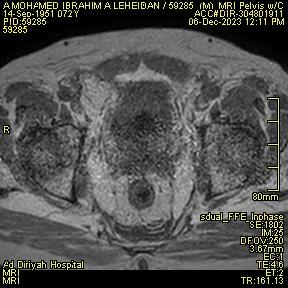 A MOHAMED IBRAHIM A LEHEIDAN / 59285 (M) MRI Pelvis w/C
14-Sep-1951 072Y ACC#DIR-304801911
PID:59285 06-Dec-2023 12:11 PM
59285
R
80mm
sdual_FFE_Inphase
SE:1802
IM:25
DFOV:250
3.67mm
EC:1
Ad Diriyah Hospital TE:4.6
MRI ET:2
MRI TR:161.13